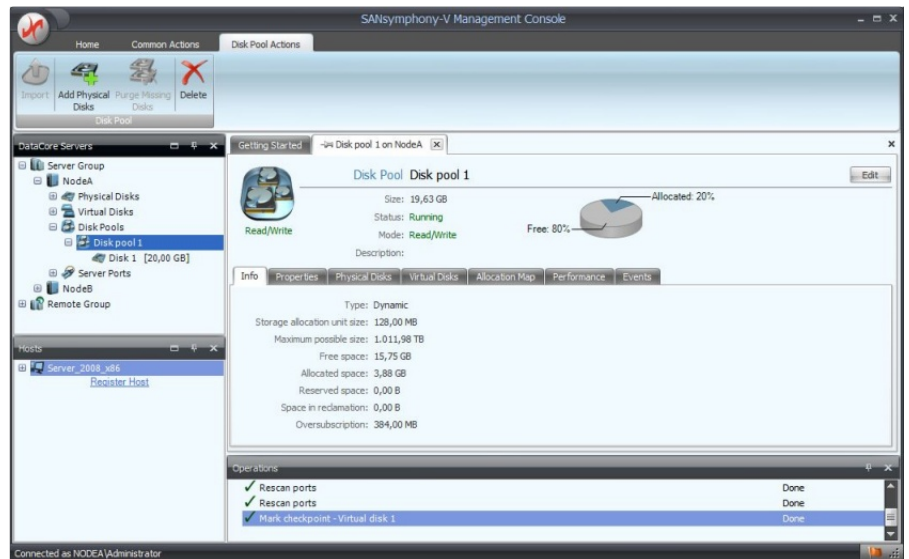 SANsymphony-V Management Console
Home Common Actions Disk Pool Actions
Import Add Physical Disks Purge Missing Disks Delete
Disk Pool
DataCore Servers
Server Group
NodeA
Physical Disks
Virtual Disks
Disk Pools
Disk pool 1
Disk 1 [20,00 GB]
Server Ports
NodeB
Remote Group
Hosts
Server_2008_x86
Register Host
Getting Started Disk pool 1 on NodeA
Disk Pool Disk pool 1
Edit
Read/Write
Size: 19,63 GB
Status: Running
Mode: Read/Write
Description:
Free: 80%
Allocated: 20%
Info Properties Physical Disks Virtual Disks Allocation Map Performance Events
Type: Dynamic
Storage allocation unit size: 128,00 MB
Maximum possible size: 1.011,98 TB
Free space: 15,75 GB
Allocated space: 3,88 GB
Reserved space: 0,00 B
Space in reclamation: 0,00 B
Oversubscription: 384,00 MB
Operations
Rescan ports Done
Rescan ports Done
Mark checkpoint - Virtual disk 1 Done
Connected as NODEA\Administrator